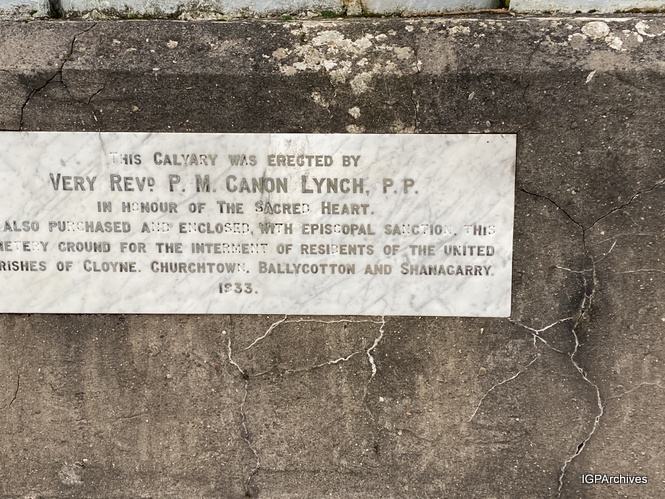 THIS CALVARY WAS ERECTED BY
VERY REVD P. M. CANON LYNCH, P. P.
IN HONOUR OF THE SACRED HEART.
ALSO PURCHASED AND ENCLOSED, WITH EPISCOPAL SANCTION, THIS
METERY GROUND FOR THE INTERMENT OF RESIDENTS OF THE UNITED
RISHES OF CLOYNE, CHURCHTOWN, BALLYCOTTON AND SHANAGARRY.
1933.
IGPArchives